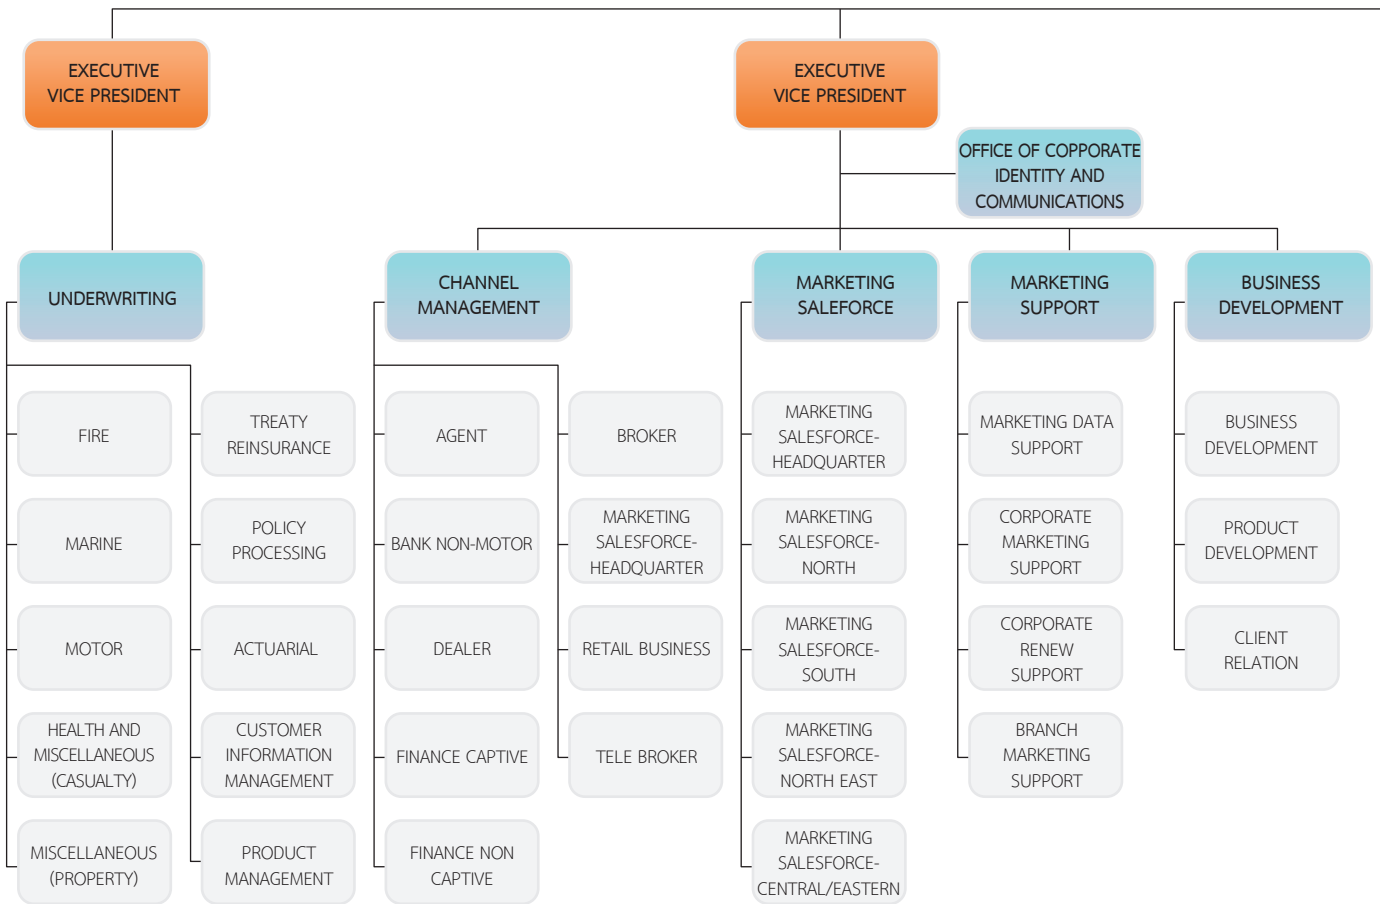 EXECUTIVE
VICE PRESIDENT
EXECUTIVE
VICE PRESIDENT
OFFICE OF COPPORATE
IDENTITY AND
COMMUNICATIONS
UNDERWRITING
CHANNEL
MANAGEMENT
MARKETING
SALEFORCE
MARKETING
SUPPORT
BUSINESS
DEVELOPMENT
FIRE
MARINE
MOTOR
HEALTH AND
MISCELLANEOUS
(CASUALTY)
MISCELLANEOUS
(PROPERTY)
TREATY
REINSURANCE
POLICY
PROCESSING
ACTUARIAL
CUSTOMER
INFORMATION
MANAGEMENT
PRODUCT
MANAGEMENT
AGENT
BANK NON-MOTOR
DEALER
FINANCE CAPTIVE
FINANCE NON
CAPTIVE
BROKER
MARKETING
SALESFORCE-
HEADQUARTER
RETAIL BUSINESS
TELE BROKER
MARKETING
SALESFORCE-
HEADQUARTER
MARKETING
SALESFORCE-
NORTH
MARKETING
SALESFORCE-
SOUTH
MARKETING
SALESFORCE-
NORTH EAST
MARKETING
SALESFORCE-
CENTRAL/EASTERN
MARKETING DATA
SUPPORT
CORPORATE
MARKETING
SUPPORT
CORPORATE
RENEW
SUPPORT
BRANCH
MARKETING
SUPPORT
BUSINESS
DEVELOPMENT
PRODUCT
DEVELOPMENT
CLIENT
RELATION